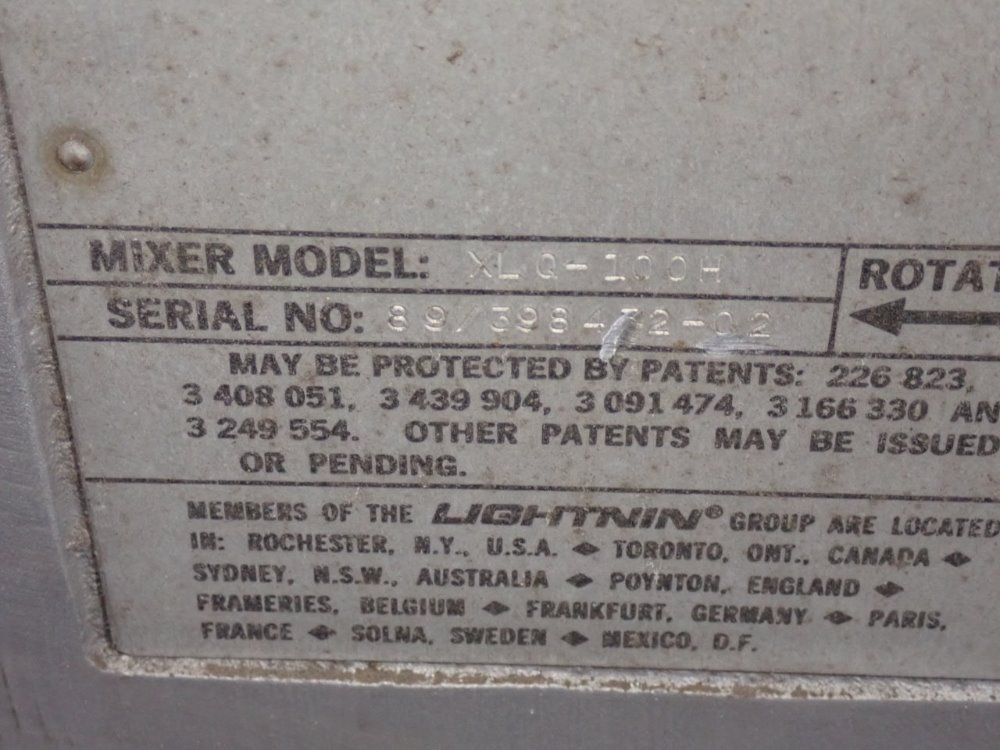 MIXER MODEL: XLQ-100H
ROTAT
SERIAL NO: 89/398432-02
MAY BE PROTECTED BY PATENTS: 226 823,
3 408 051, 3 439 904, 3 091 474, 3 166 330 AN
3 249 554. OTHER PATENTS MAY BE ISSUED
OR PENDING.
MEMBERS OF THE LIGHTNIN® GROUP ARE LOCATED
IN: ROCHESTER, N.Y., U.S.A. ◆ TORONTO, ONT., CANADA ◆
SYDNEY, N.S.W., AUSTRALIA ◆ POYNTON, ENGLAND ◆
FRAMERIES, BELGIUM ◆ FRANKFURT, GERMANY ◆ PARIS,
FRANCE ◆ SOLNA, SWEDEN ◆ MEXICO, D.F.